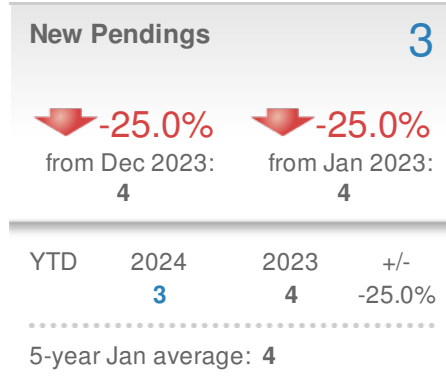 New Pendings 3
-25.0% -25.0%
from Dec 2023: from Jan 2023:
4 4
YTD 2024 2023 +/-
3 4 -25.0%
5-year Jan average: 4